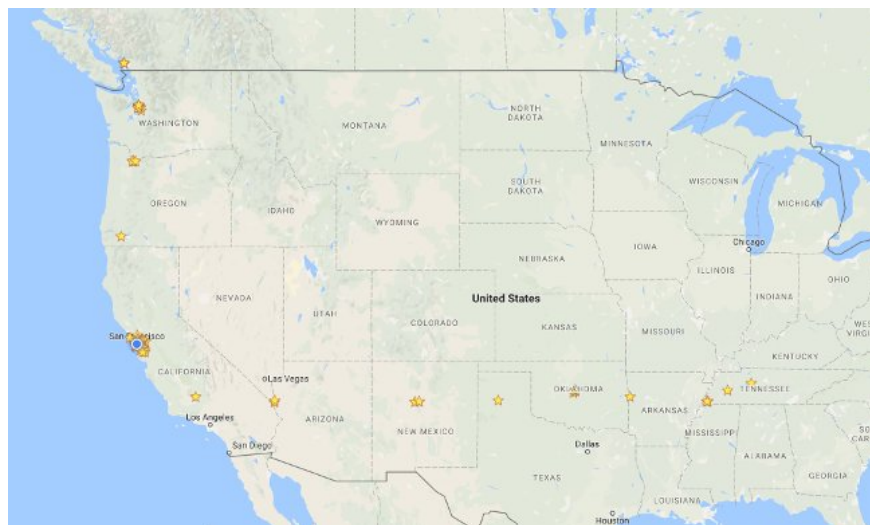 WASHINGTON
MONTANA
NORTH
DAKOTA
MINNESOTA
SOUTH
DAKOTA
WISCONSIN
MICHIGAN
OREGON
IDAHO
WYOMING
IOWA
Chicago
NEBRASKA
ILLINOIS
INDIANA
OHIO
NEVADA
UTAH
COLORADO
United States
KANSAS
MISSOURI
WES
VIRGIN
KENTUCKY
CALIFORNIA
Las Vegas
OKLAHOMA
TENNESSEE
ARKANSAS
Los Angeles
ARIZONA
NEW MEXICO
MISSISSIPPI
San Diego
Dallas
ALABAMA
TEXAS
GEORGIA
LOUISIANA
Houston